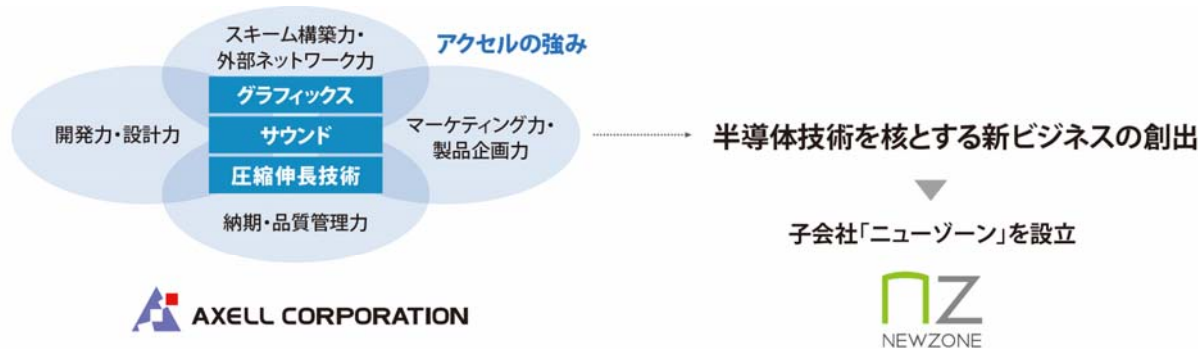 スキーム構築力・
外部ネットワーク力
アクセルの強み
グラフィックス
開発力・設計力
サウンド
マーケティング力・
製品企画力
圧縮伸長技術
納期・品質管理力
半導体技術を核とする新ビジネスの創出
子会社「ニューゾーン」を設立
AXELL CORPORATION
nz
NEWZONE